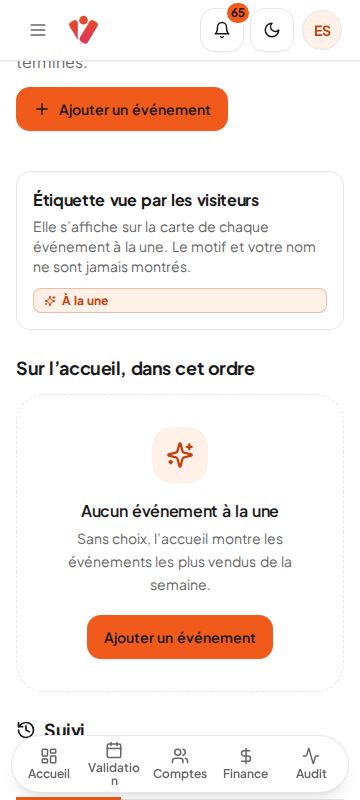 65
ES
termines.
Ajouter un événement
Étiquette vue par les visiteurs
Elle s’affiche sur la carte de chaque
événement à la une. Le motif et votre nom
ne sont jamais montrés.
À la une
Sur l’accueil, dans cet ordre
Aucun événement à la une
Sans choix, l’accueil montre les
événements les plus vendus de la
semaine.
Ajouter un événement
Suivi
Accueil
Validatio
n
Comptes
Finance
Audit